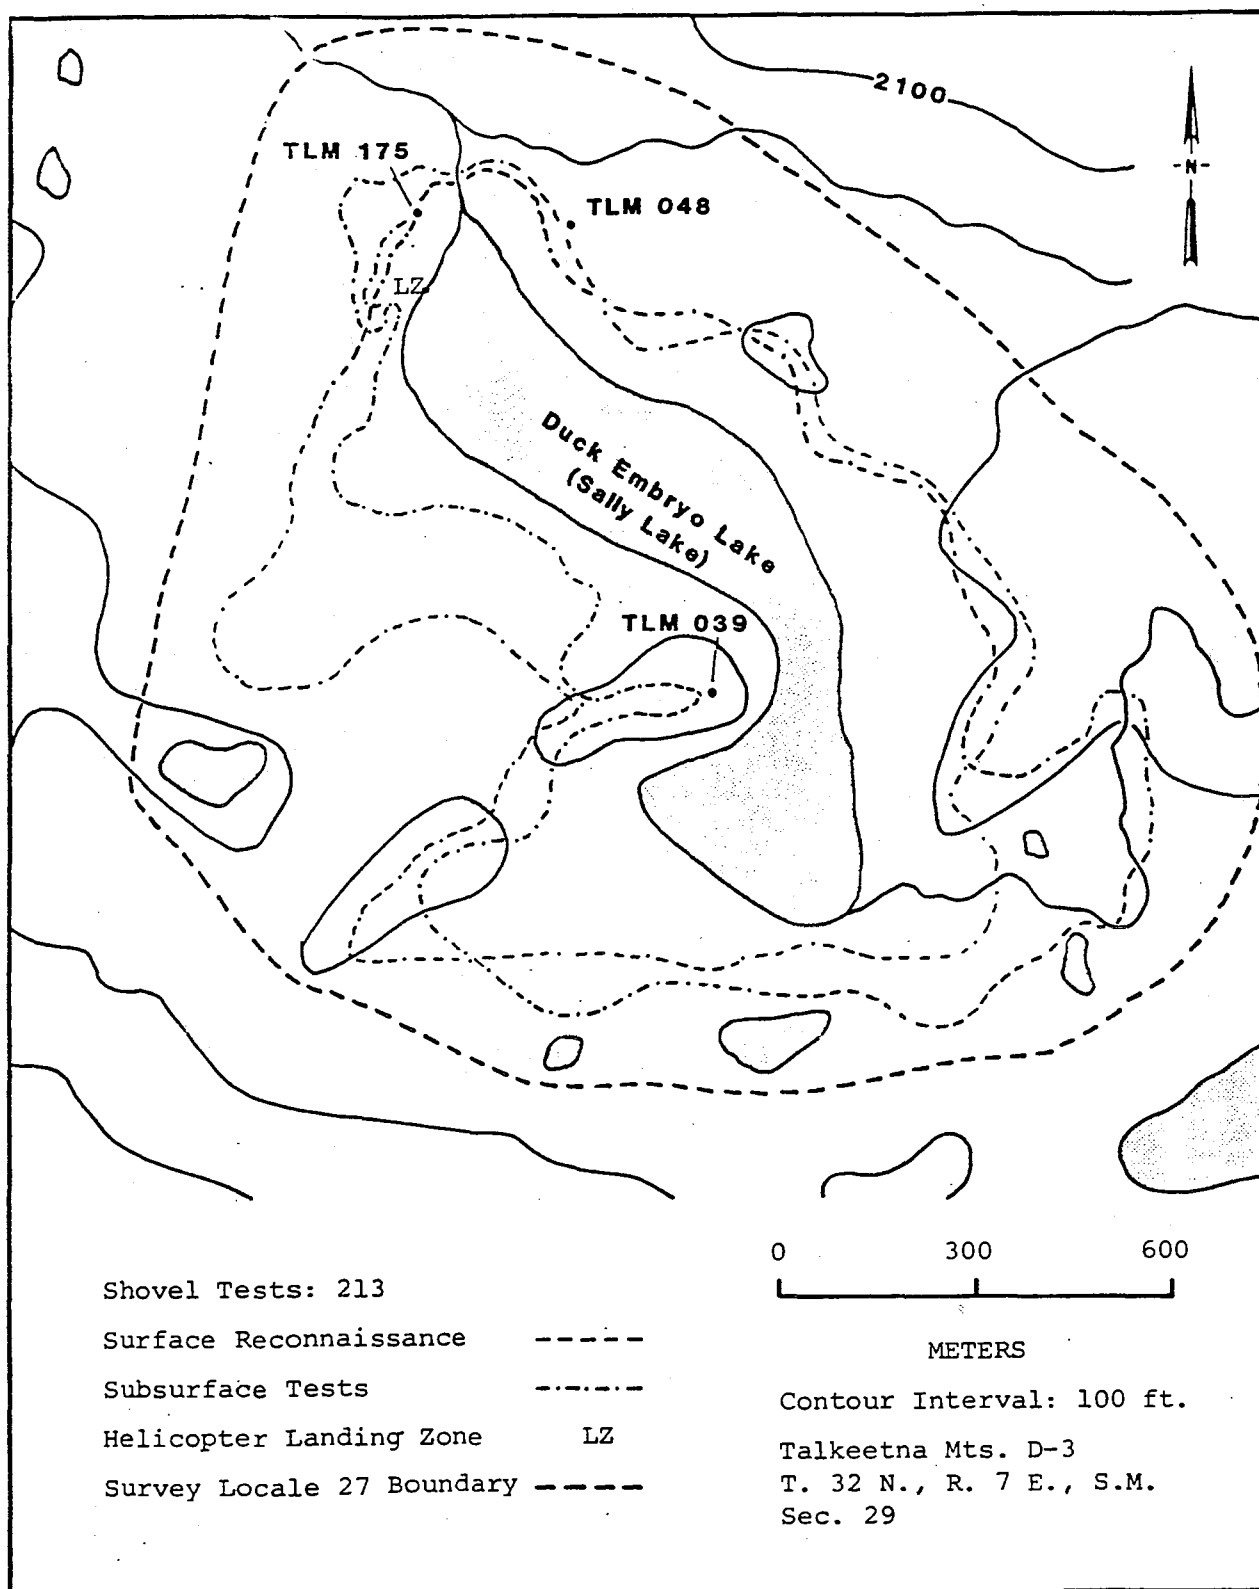 2100
-N-
TLM 175
TLM 048
LZ
Duck Embryo Lake
(Sally Lake)
TLM 039
0 300 600
METERS
Shovel Tests: 213
Surface Reconnaissance
Subsurface Tests
Helicopter Landing Zone LZ
Survey Locale 27 Boundary
Contour Interval: 100 ft.
Talkeetna Mts. D-3
T. 32 N., R. 7 E., S.M.
Sec. 29